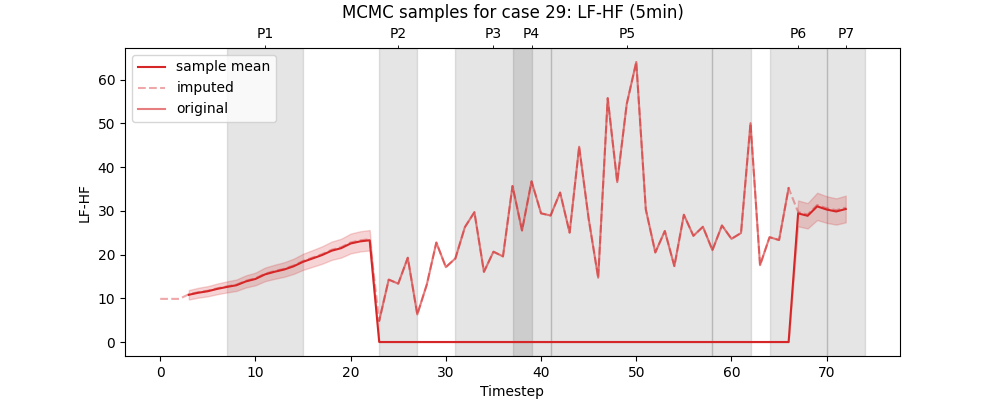 MCMC samples for case 29: LF-HF (5min)
P1 P2 P3 P4 P5 P6 P7
sample mean
imputed
original
60
50
40
30
20
10
0
LF-HF
0 10 20 30 40 50 60 70
Timestep